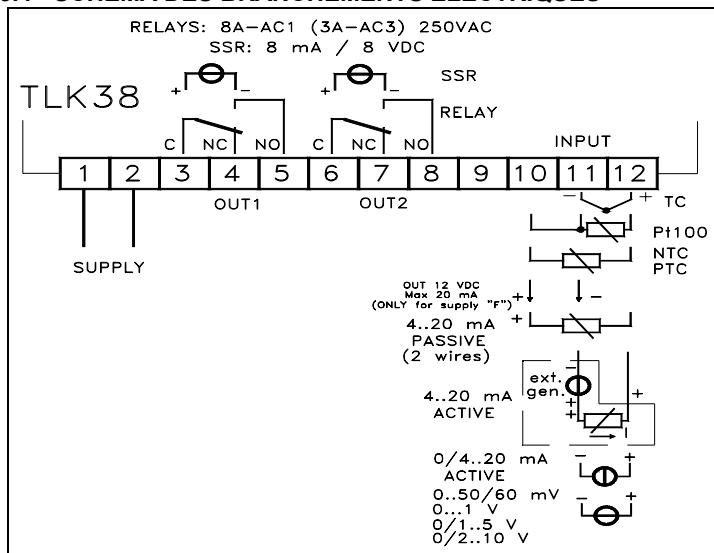 SCHEMA DES BRANCHEMENTS ELECTRIQUES
RELAYS: 8A-AC1 (3A-AC3) 250VAC
SSR: 8 mA / 8 VDC
TLK38
+ - + - SSR
RELAY
C NC NO C NC NO INPUT
1 2 3 4 5 6 7 8 9 10 11 12
OUT1 OUT2
- + TC
Pt100
SUPPLY
NTC
PTC
OUT 12 VDC
Max 20 mA
(ONLY for supply "F")
+ -
4..20 mA +
PASSIVE
(2 wires)
-
ext.
gen.
+
+
+
4..20 mA
ACTIVE
I
0/4..20 mA - +
ACTIVE
0..50/60 mV - +
0...1 V
0/1..5 V
0/2..10 V